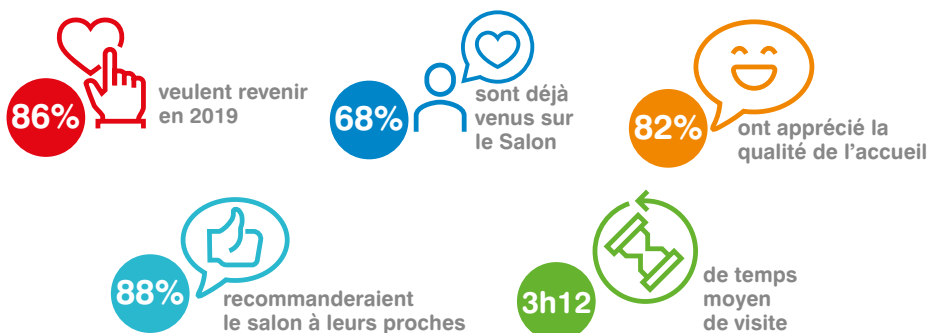 86%
veulent revenir
en 2019
68%
sont déjà
venus sur
le Salon
82%
ont apprécié la
qualité de l'accueil
88%
recommanderaient
le salon à leurs proches
3h12
de temps
moyen
de visite